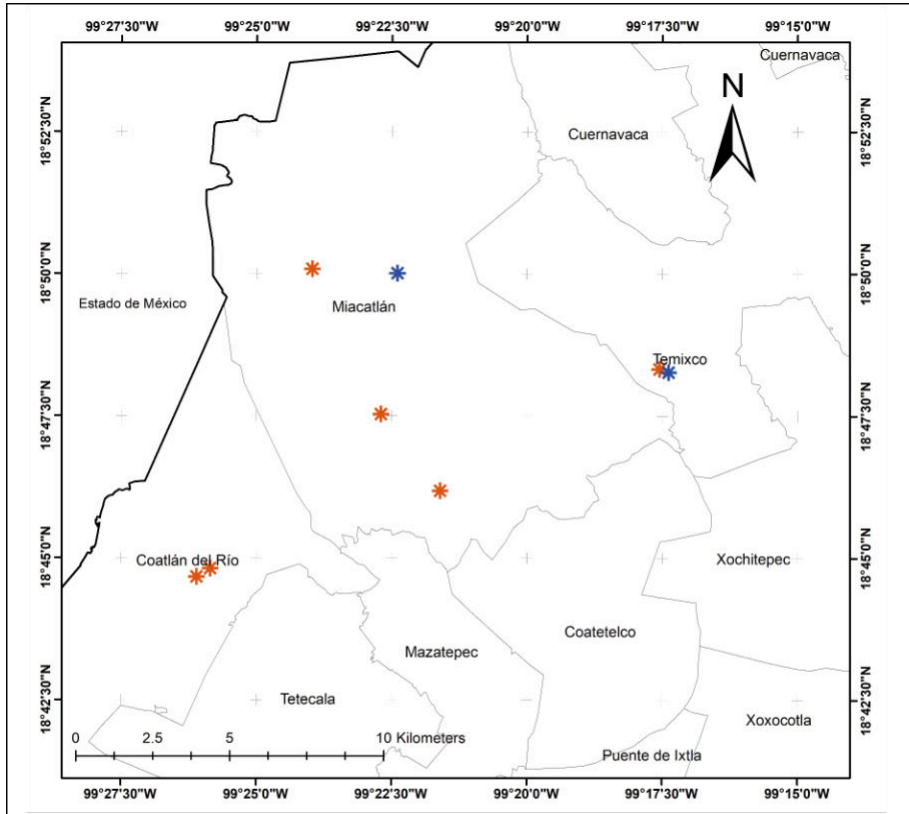 99°27'30"W 99°25'0"W 99°22'30"W 99°20'0"W 99°17'30"W 99°15'0"W
Cuernavaca
N
18°52'30"N 18°52'30"N
Cuernavaca
18°50'0"N 18°50'0"N
Estado de México
Miacatlán
Temixco
18°47'30"N 18°47'30"N
18°45'0"N 18°45'0"N
Coatlán del Río
Xochitepec
Coatetelco
Mazatepec
18°42'30"N 18°42'30"N
Tetecala
Xoxocotla
0 2.5 5 10 Kilometers
Puente de Ixtla
99°27'30"W 99°25'0"W 99°22'30"W 99°20'0"W 99°17'30"W 99°15'0"W